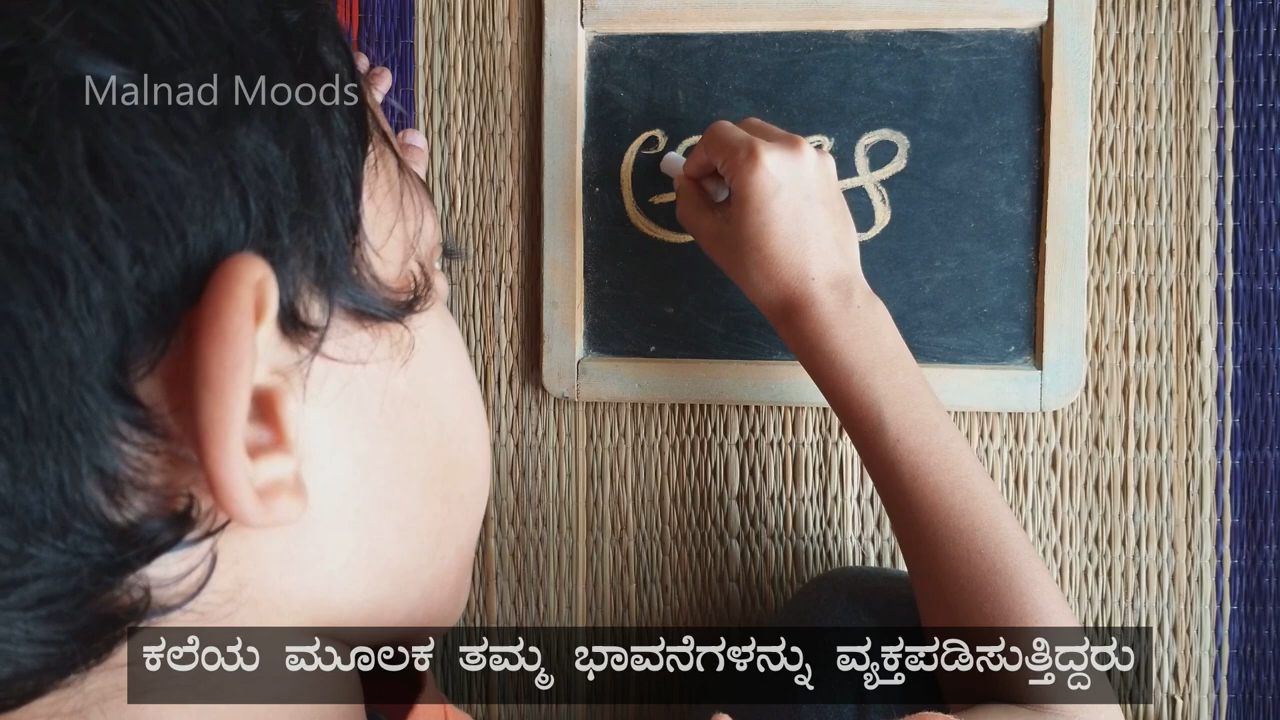 Malnad Moods
ಕಲೆಯ ಮೂಲಕ ತಮ್ಮ ಭಾವನೆಗಳನ್ನು ವ್ಯಕ್ತಪಡಿಸುತ್ತಿದ್ದರು